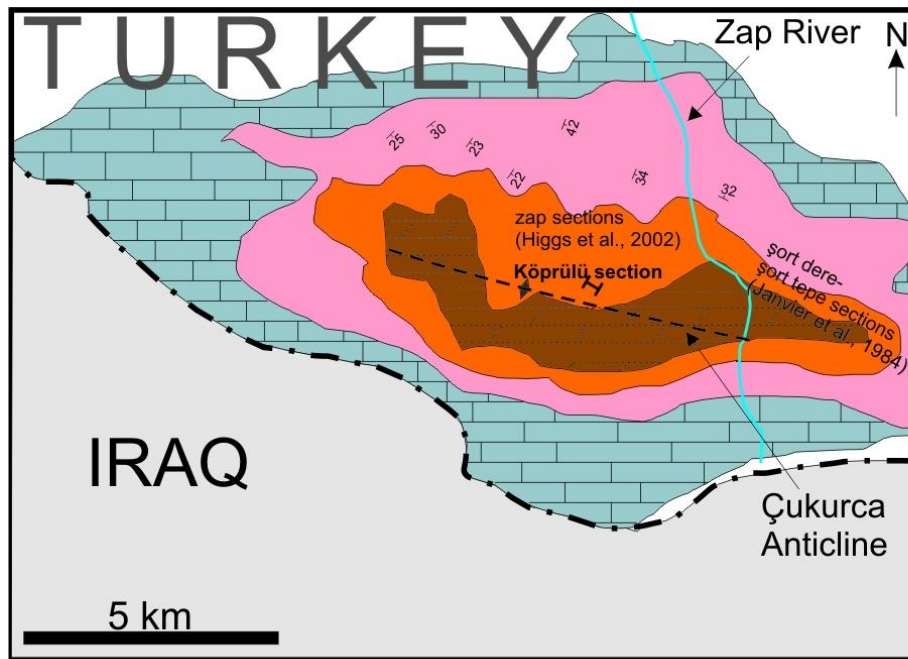 TURKEY
Zap River
N
25
30
23
42
22
34
32
zap sections
(Higgs et al., 2002)
Köprülü section
şort dere-
şort tepe sections
(Janvier et al., 1984)
IRAQ
Çukurca
Anticline
5 km